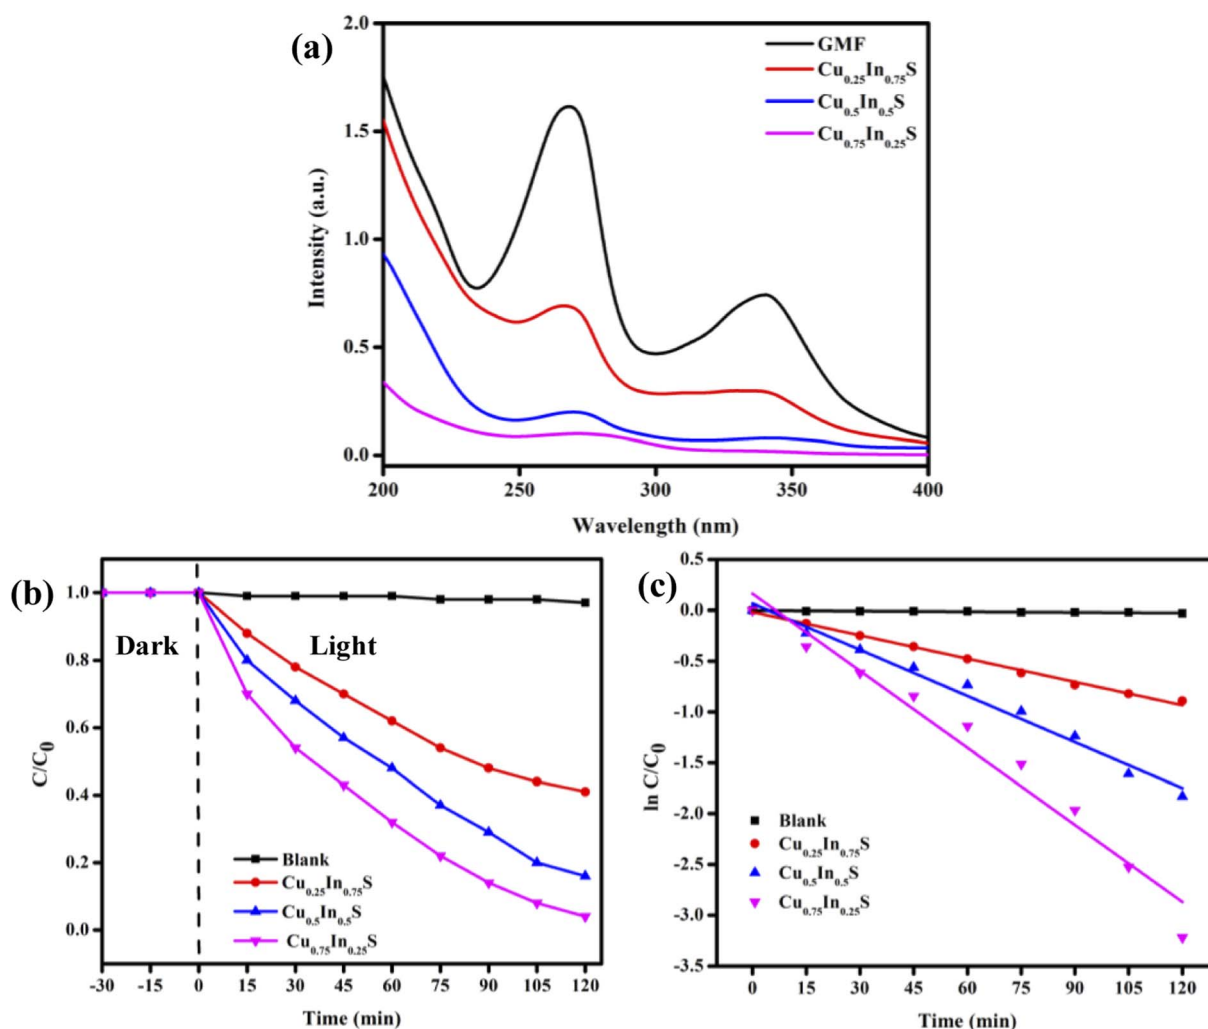 (a)
2.0
1.5
1.0
0.5
0.0
Intensity (a.u.)
GMF
Cu0.25In0.75S
Cu0.5In0.5S
Cu0.75In0.25S
200 250 300 350 400
Wavelength (nm)
(b)
1.0
0.8
0.6
0.4
0.2
0.0
C/C0
Dark Light
Blank
Cu0.25In0.75S
Cu0.5In0.5S
Cu0.75In0.25S
-30 -15 0 15 30 45 60 75 90 105 120
Time (min)
(c)
0.5
0.0
-0.5
-1.0
-1.5
-2.0
-2.5
-3.0
-3.5
ln C/C0
Blank
Cu0.25In0.75S
Cu0.5In0.5S
Cu0.75In0.25S
0 15 30 45 60 75 90 105 120
Time (min)